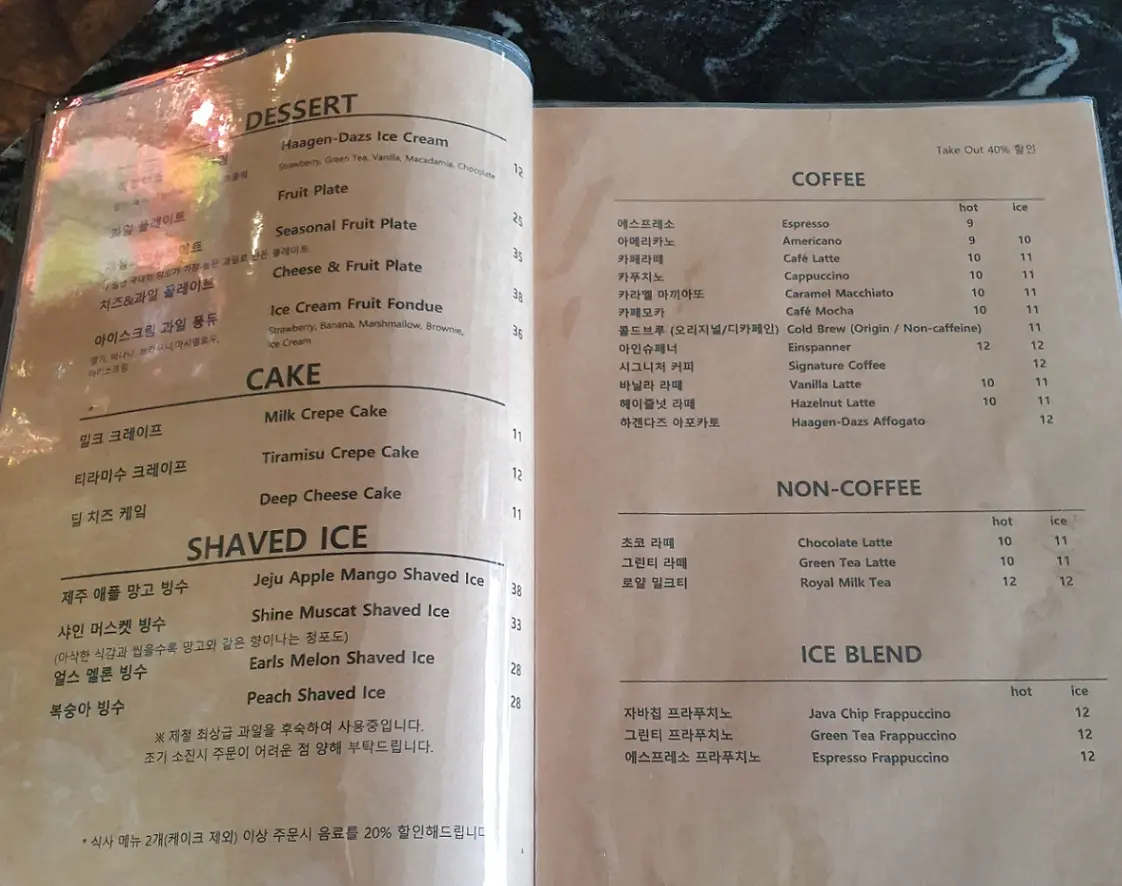 DESSERT
Haagen-Dazs Ice Cream 12
Strawberry, Green Tea, Vanilla, Macadamia, Chocolate
과일 플레이트 Fruit Plate 25
Seasonal Fruit Plate 35
치즈&과일 플레이트 Cheese & Fruit Plate 38
아이스크림 과일 퐁듀 Ice Cream Fruit Fondue 36
딸기, 바나나, 브라우니,마시멜로우, Strawberry, Banana, Marshmallow, Brownie,
아이스크림 Ice Cream
CAKE
밀크 크레이프 Milk Crepe Cake 11
티라미수 크레이프 Tiramisu Crepe Cake 12
딥 치즈 케잌 Deep Cheese Cake 11
SHAVED ICE
제주 애플 망고 빙수 Jeju Apple Mango Shaved Ice 38
샤인 머스켓 빙수 Shine Muscat Shaved Ice 33
(아삭한 식감과 씹을수록 망고와 같은 향이나는 청포도)
얼스 멜론 빙수 Earls Melon Shaved Ice 28
복숭아 빙수 Peach Shaved Ice 28
※ 제철 최상급 과일을 후숙하여 사용중입니다.
조기 소진시 주문이 어려운 점 양해 부탁드립니다.
* 식사 메뉴 2개(케이크 제외) 이상 주문시 음료를 20% 할인해드립니다
Take Out 40% 할인
COFFEE
hot ice
에스프레소 Espresso 9
아메리카노 Americano 9 10
카페라떼 Café Latte 10 11
카푸치노 Cappuccino 10 11
카라멜 마끼아또 Caramel Macchiato 10 11
카페모카 Café Mocha 10 11
콜드브루 (오리지널/디카페인) Cold Brew (Origin / Non-caffeine) 11
아인슈페너 Einspanner 12 12
시그니처 커피 Signature Coffee 12
바닐라 라떼 Vanilla Latte 10 11
헤이즐넛 라떼 Hazelnut Latte 10 11
하겐다즈 아포카토 Haagen-Dazs Affogato 12
NON-COFFEE
hot ice
초코 라떼 Chocolate Latte 10 11
그린티 라떼 Green Tea Latte 10 11
로얄 밀크티 Royal Milk Tea 12 12
ICE BLEND
hot ice
자바칩 프라푸치노 Java Chip Frappuccino 12
그린티 프라푸치노 Green Tea Frappuccino 12
에스프레소 프라푸치노 Espresso Frappuccino 12